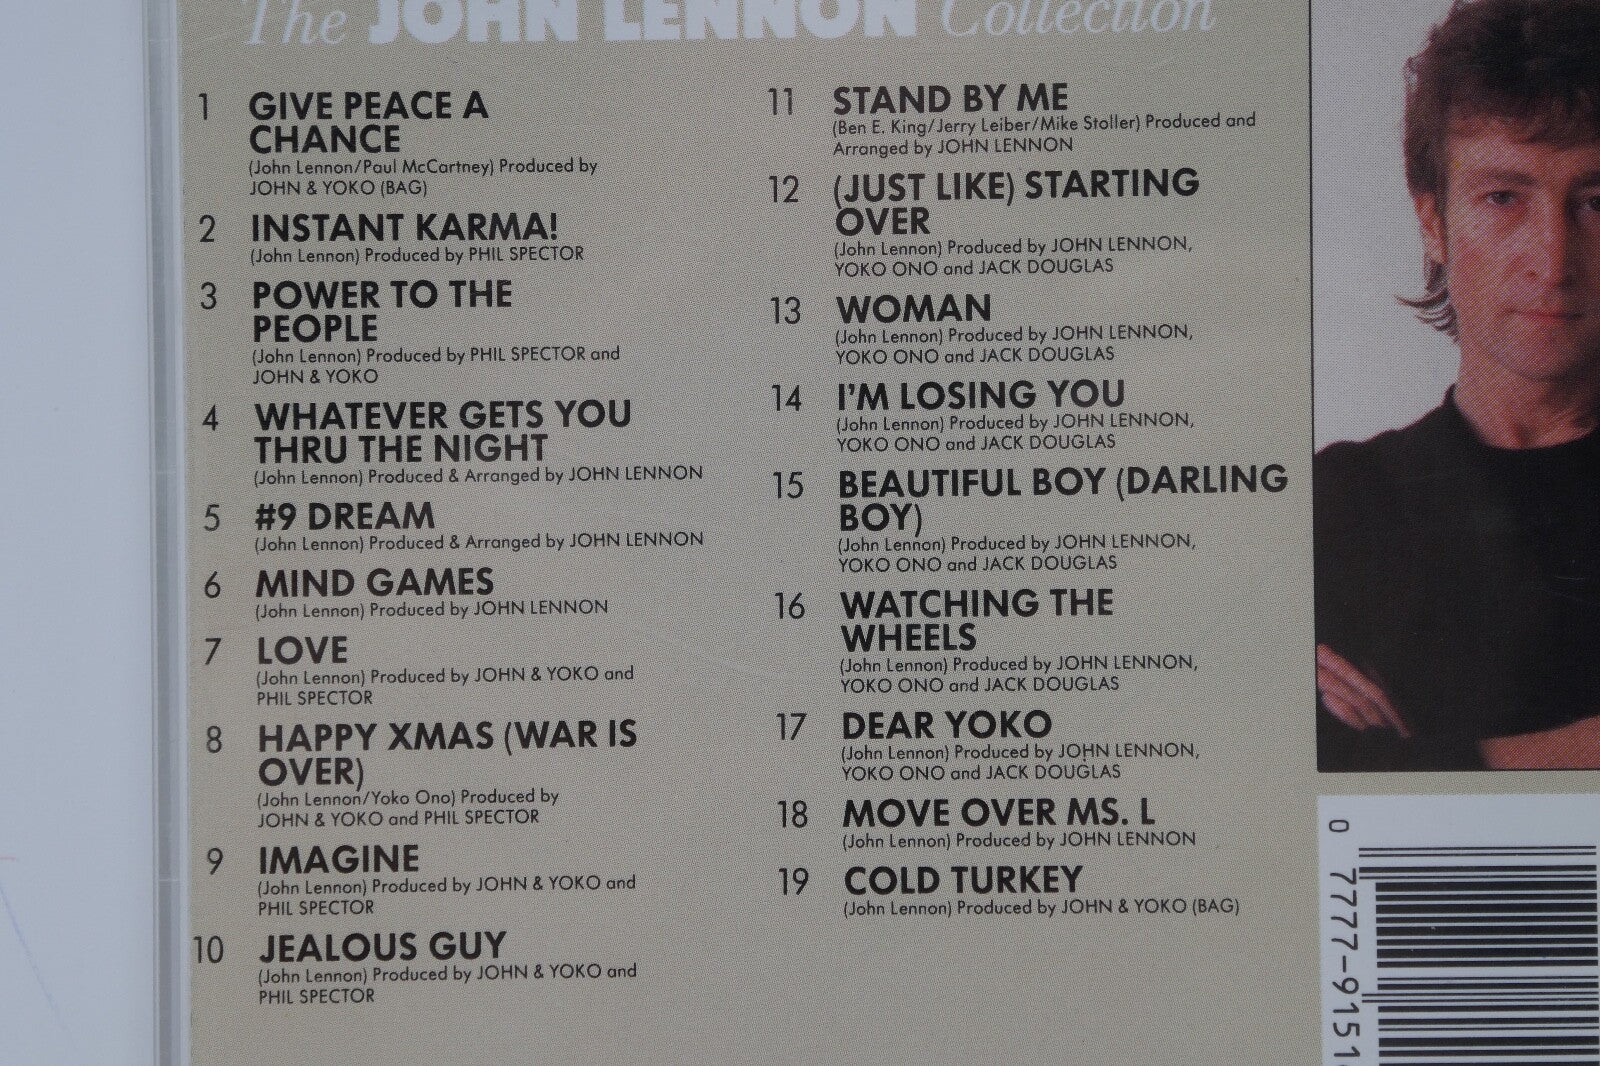 The JOHN LENNON Collection
1 GIVE PEACE A
CHANCE
(John Lennon/Paul McCartney) Produced by
JOHN & YOKO (BAG)
2 INSTANT KARMA!
(John Lennon) Produced by PHIL SPECTOR
3 POWER TO THE
PEOPLE
(John Lennon) Produced by PHIL SPECTOR and
JOHN & YOKO
4 WHATEVER GETS YOU
THRU THE NIGHT
(John Lennon) Produced & Arranged by JOHN LENNON
5 #9 DREAM
(John Lennon) Produced & Arranged by JOHN LENNON
6 MIND GAMES
(John Lennon) Produced by JOHN LENNON
7 LOVE
(John Lennon) Produced by JOHN & YOKO and
PHIL SPECTOR
8 HAPPY XMAS (WAR IS
OVER)
(John Lennon/Yoko Ono) Produced by
JOHN & YOKO and PHIL SPECTOR
9 IMAGINE
(John Lennon) Produced by JOHN & YOKO and
PHIL SPECTOR
10 JEALOUS GUY
(John Lennon) Produced by JOHN & YOKO and
PHIL SPECTOR
11 STAND BY ME
(Ben E. King/Jerry Leiber/Mike Stoller) Produced and
Arranged by JOHN LENNON
12 (JUST LIKE) STARTING
OVER
(John Lennon) Produced by JOHN LENNON,
YOKO ONO and JACK DOUGLAS
13 WOMAN
(John Lennon) Produced by JOHN LENNON,
YOKO ONO and JACK DOUGLAS
14 I'M LOSING YOU
(John Lennon) Produced by JOHN LENNON,
YOKO ONO and JACK DOUGLAS
15 BEAUTIFUL BOY (DARLING
BOY)
(John Lennon) Produced by JOHN LENNON,
YOKO ONO and JACK DOUGLAS
16 WATCHING THE
WHEELS
(John Lennon) Produced by JOHN LENNON,
YOKO ONO and JACK DOUGLAS
17 DEAR YOKO
(John Lennon) Produced by JOHN LENNON,
YOKO ONO and JACK DOUGLAS
18 MOVE OVER MS. L
(John Lennon) Produced by JOHN LENNON
19 COLD TURKEY
(John Lennon) Produced by JOHN & YOKO (BAG)
0 7777-9151